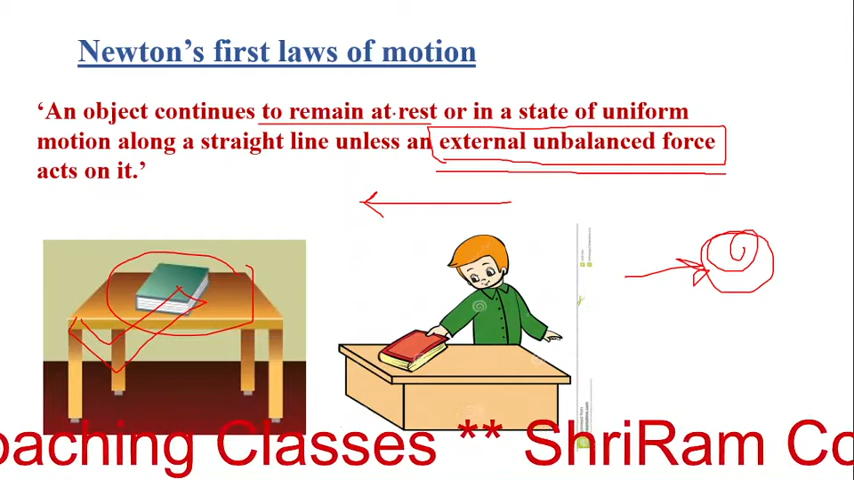 Newton’s first laws of motion
‘An object continues to remain at rest or in a state of uniform
motion along a straight line unless an external unbalanced force
acts on it.’
oaching Classes ** ShriRam Co